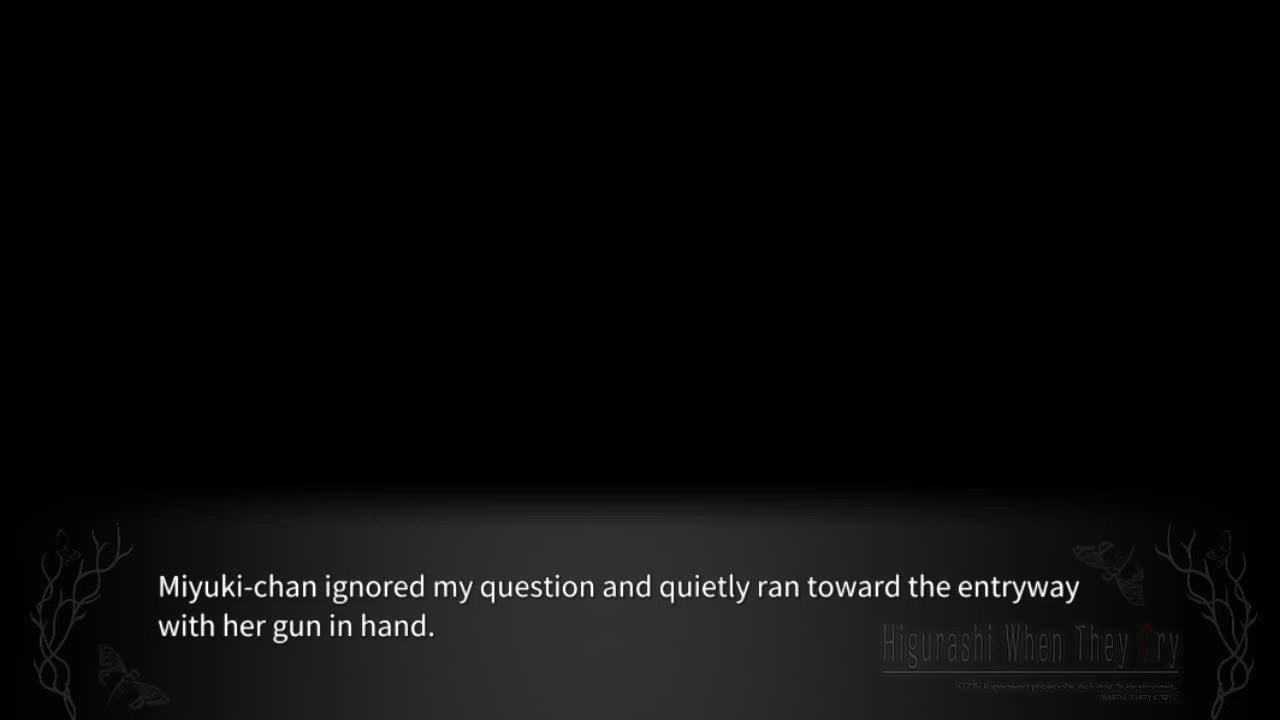 Miyuki-chan ignored my question and quietly ran toward the entryway
with her gun in hand.
Higurashi When They Cry